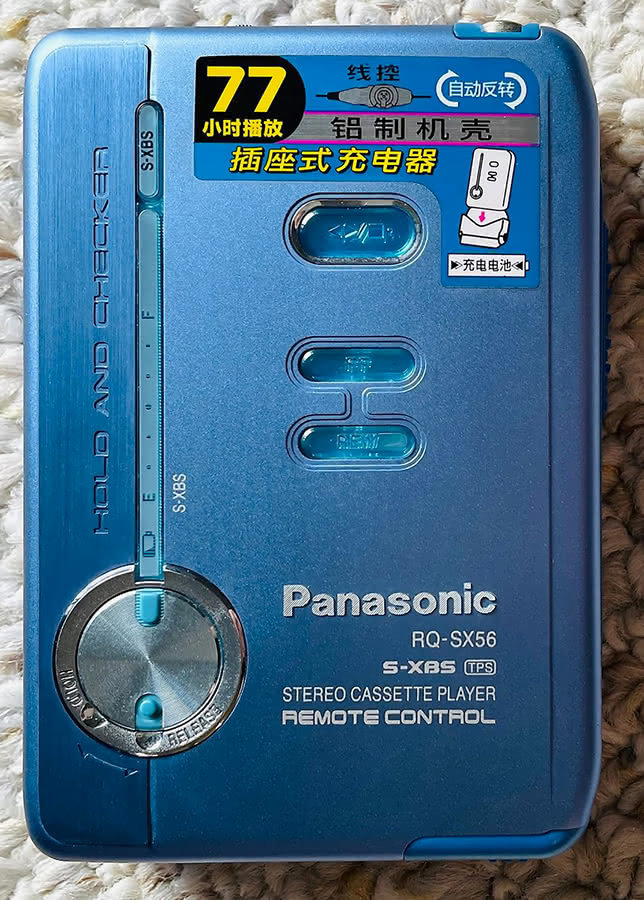 77
小时播放
线控
自动反转
铝制机壳
插座式充电器
充电电池
S-XBS
HOLD AND CHECKER
F
E
S-XBS
FF
REW
HOLD
RELEASE
Panasonic
RQ-SX56
S-XBS TPS
STEREO CASSETTE PLAYER
REMOTE CONTROL